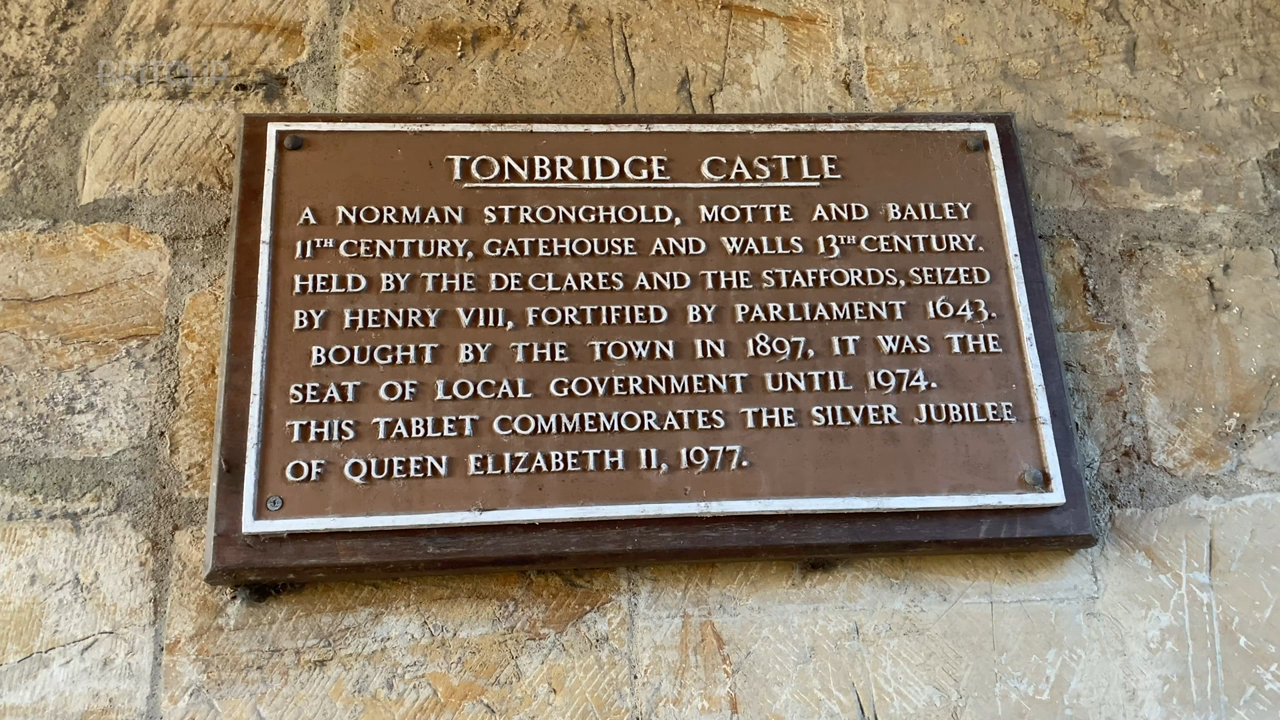 BRITOUR
TONBRIDGE CASTLE
A NORMAN STRONGHOLD, MOTTE AND BAILEY
11TH CENTURY, GATEHOUSE AND WALLS 13TH CENTURY.
HELD BY THE DE CLARES AND THE STAFFORDS, SEIZED
BY HENRY VIII, FORTIFIED BY PARLIAMENT 1643.
BOUGHT BY THE TOWN IN 1897, IT WAS THE
SEAT OF LOCAL GOVERNMENT UNTIL 1974.
THIS TABLET COMMEMORATES THE SILVER JUBILEE
OF QUEEN ELIZABETH II, 1977.